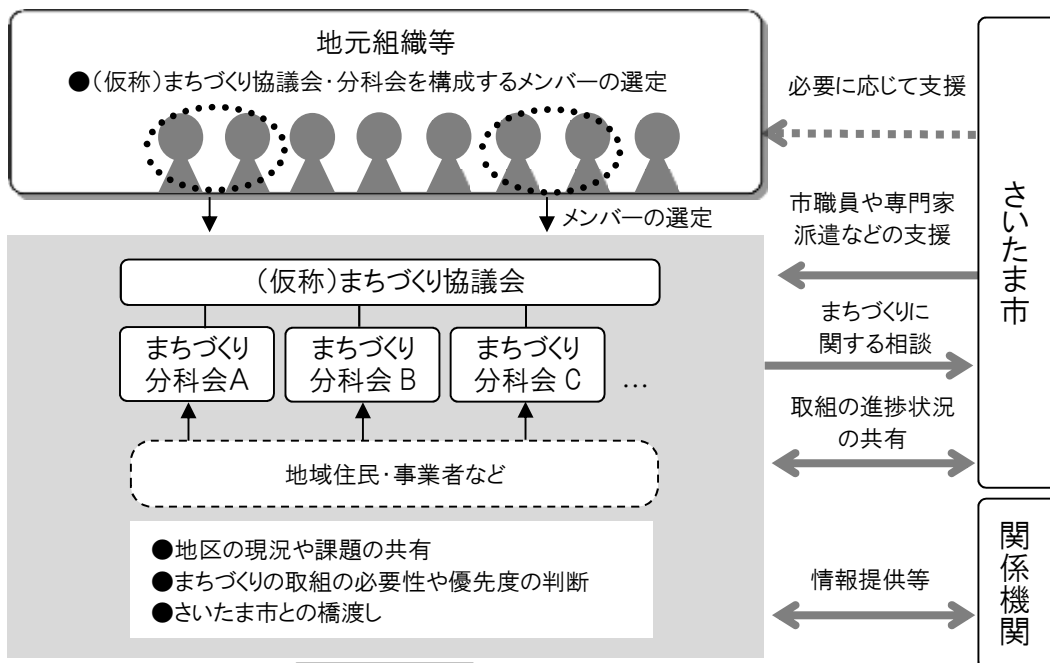 地元組織等
●(仮称)まちづくり協議会・分科会を構成するメンバーの選定
メンバーの選定
(仮称)まちづくり協議会
まちづくり
分科会A
まちづくり
分科会 B
まちづくり
分科会 C
…
地域住民・事業者など
●地区の現況や課題の共有
●まちづくりの取組の必要性や優先度の判断
●さいたま市との橋渡し
必要に応じて支援
市職員や専門家
派遣などの支援
まちづくりに
関する相談
取組の進捗状況
の共有
情報提供等
さいたま市
関係機関